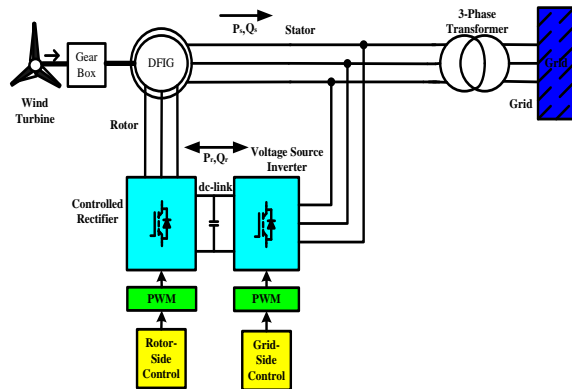 3-Phase
Transformer
Ps,Qs
Stator
Gear
Box
DFIG
Wind
Turbine
Grid
Rotor
Pr,Qr
Voltage Source
Inverter
Controlled
Rectifier
dc-link
PWM
PWM
Rotor-
Side
Control
Grid-
Side
Control